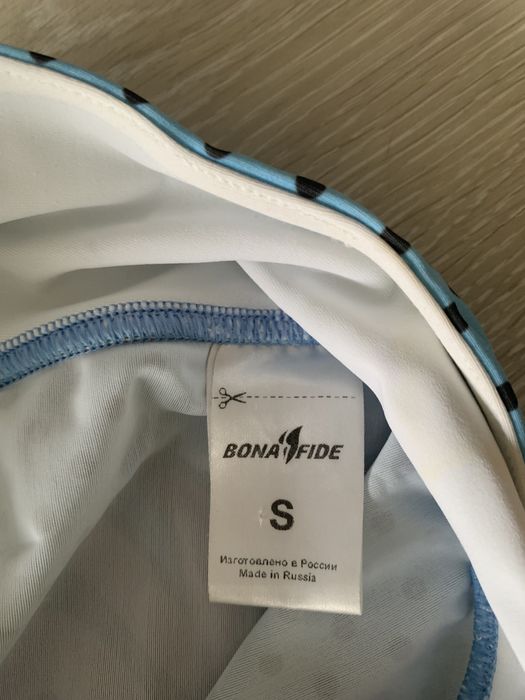 BONA FIDE
S
Изготовлено в России
Made in Russia